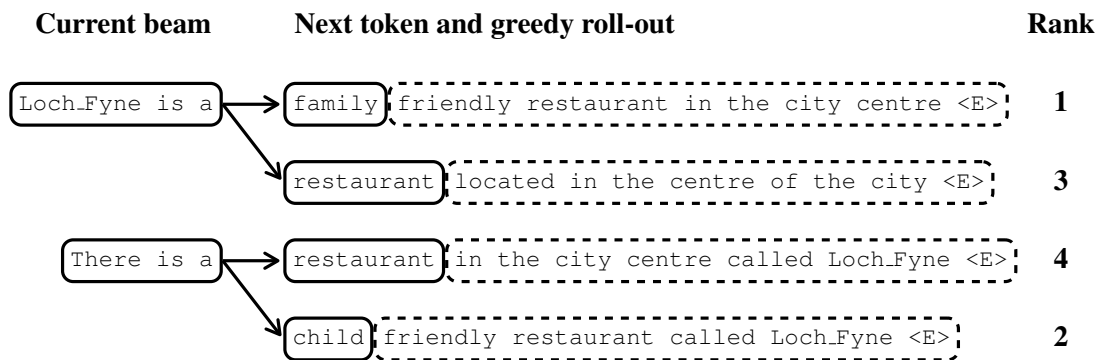 Current beam Next token and greedy roll-out Rank
Loch_Fyne is a family friendly restaurant in the city centre <E> 1
restaurant located in the centre of the city <E> 3
There is a restaurant in the city centre called Loch_Fyne <E> 4
child friendly restaurant called Loch_Fyne <E> 2